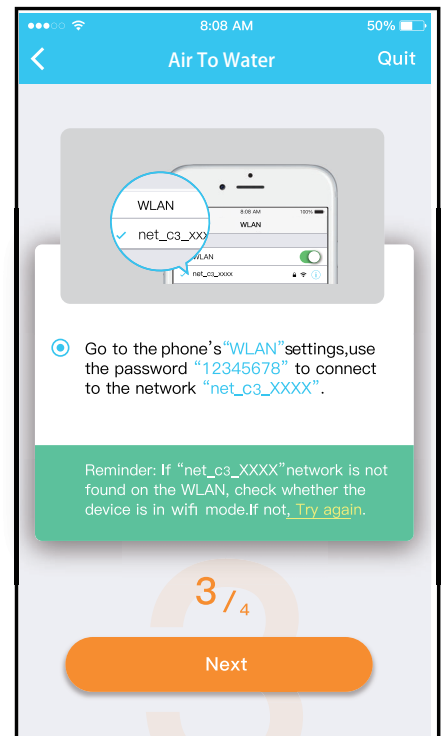 8:08 AM
50%
Air To Water
Quit
WLAN
net_c3_xxx
8:08 AM
100%
WLAN
WLAN
net_c3_xxxx
Go to the phone's“WLAN”settings,use
the password “12345678” to connect
to the network “net_c3_XXXX”.
Reminder: If “net_c3_XXXX”network is not
found on the WLAN, check whether the
device is in wifi mode.If not, Try again.
3/4
Next
3